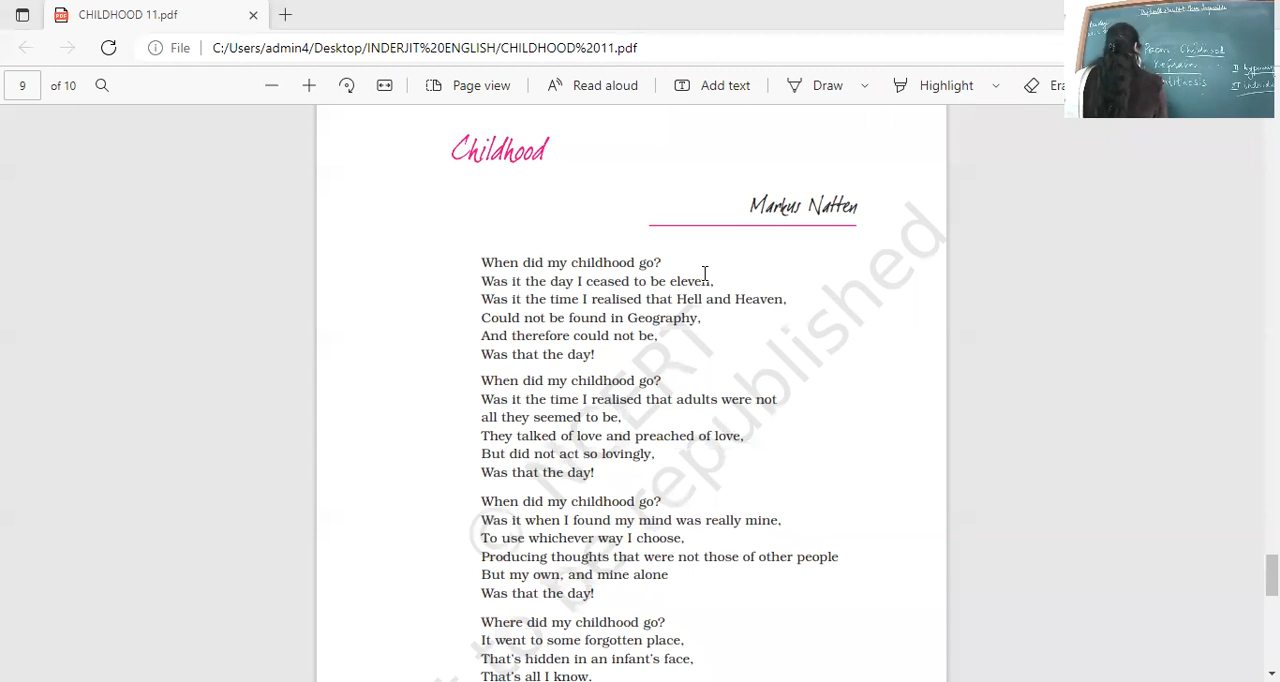 CHILDHOOD 11.pdf
File C:/Users/admin4/Desktop/INDERJIT%20ENGLISH/CHILDHOOD%2011.pdf
9 of 10 Page view Read aloud Add text Draw Highlight Era
Poem Childhood
Childhood
Markus Natten
When did my childhood go?
Was it the day I ceased to be eleven,
Was it the time I realised that Hell and Heaven,
Could not be found in Geography,
And therefore could not be,
Was that the day!
When did my childhood go?
Was it the time I realised that adults were not
all they seemed to be,
They talked of love and preached of love,
But did not act so lovingly,
Was that the day!
When did my childhood go?
Was it when I found my mind was really mine,
To use whichever way I choose,
Producing thoughts that were not those of other people
But my own, and mine alone
Was that the day!
Where did my childhood go?
It went to some forgotten place,
That's hidden in an infant's face,
That's all I know.
© NCERT
not to be republished